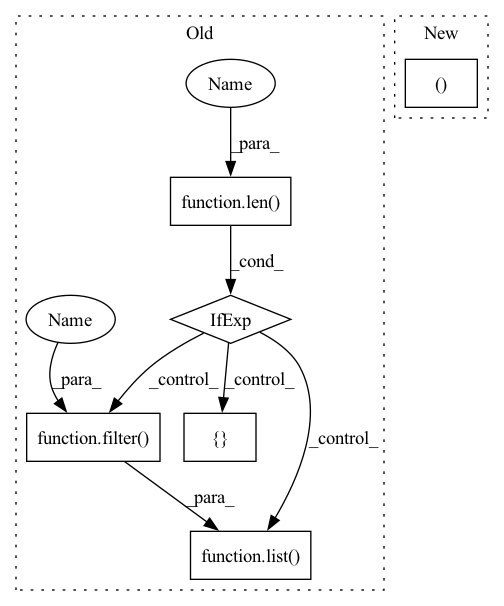 Old
New
Name
()
_para_
function.len()
_cond_
Name
IfExp
_para_
_control_
_control_
function.filter()
{}
_control_
_para_
function.list()